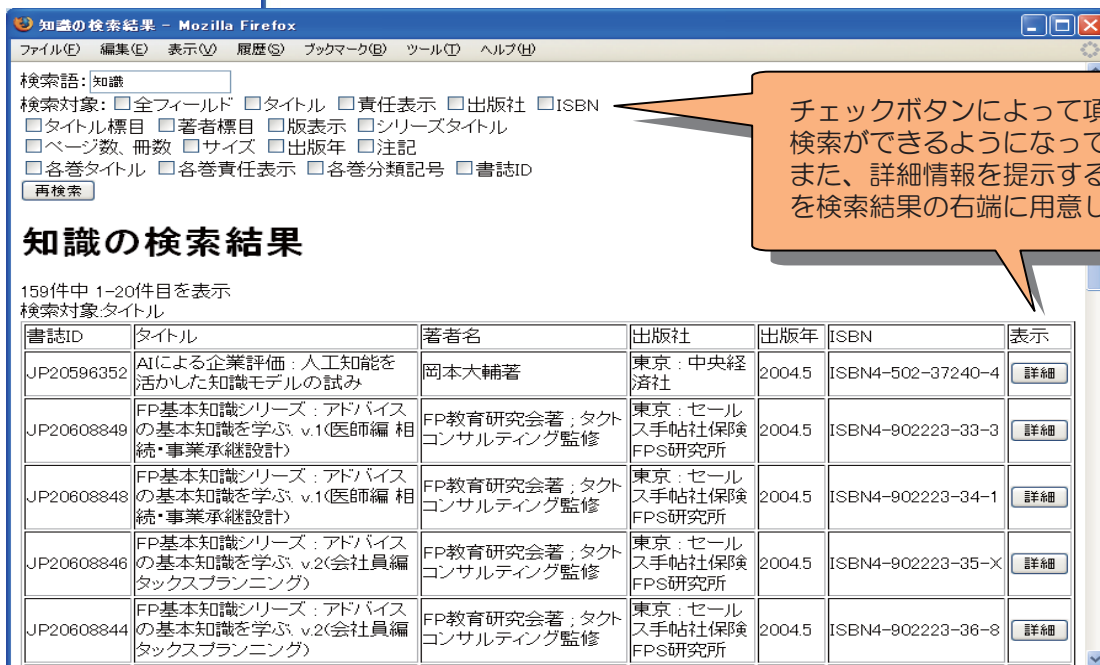 知識の検索結果 - Mozilla Firefox
ファイル(F) 編集(E) 表示(V) 履歴(S) ブックマーク(B) ツール(T) ヘルプ(H)
検索語: 知識
検索対象: 全フィールド タイトル 責任表示 出版社 ISBN
タイトル標目 著者標目 版表示 シリーズタイトル
ページ数、冊数 サイズ 出版年 注記
各巻タイトル 各巻責任表示 各巻分類記号 書誌ID
再検索
チェックボタンによって項
検索ができるようになって
また、詳細情報を提示する
を検索結果の右端に用意し
知識の検索結果
159件中 1-20件目を表示
検索対象:タイトル
書誌ID タイトル 著者名 出版社 出版年 ISBN 表示
JP20596352 AIによる企業評価 : 人工知能を 岡本大輔著 東京 : 中央経 2004.5 ISBN4-502-37240-4 詳細
活かした知識モデルの試み 済社
FP基本知識シリーズ : アドバイス 東京 : セール
JP20608849 の基本知識を学ぶ. v.1(医師編 相 FP教育研究会著 ; タクト ス手帖社保険 2004.5 ISBN4-902223-33-3 詳細
続・事業承継設計) コンサルティング監修 FPS研究所
FP基本知識シリーズ : アドバイス 東京 : セール
JP20608848 の基本知識を学ぶ. v.1(医師編 相 FP教育研究会著 ; タクト ス手帖社保険 2004.5 ISBN4-902223-34-1 詳細
続・事業承継設計) コンサルティング監修 FPS研究所
FP基本知識シリーズ : アドバイス 東京 : セール
JP20608846 の基本知識を学ぶ. v.2(会社員編 FP教育研究会著 ; タクト ス手帖社保険 2004.5 ISBN4-902223-35-X 詳細
タックスプランニング) コンサルティング監修 FPS研究所
FP基本知識シリーズ : アドバイス 東京 : セール
JP20608844 の基本知識を学ぶ. v.2(会社員編 FP教育研究会著 ; タクト ス手帖社保険 2004.5 ISBN4-902223-36-8 詳細
タックスプランニング) コンサルティング監修 FPS研究所